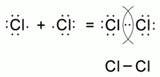 :Cl· + ·Cl: = :Cl··Cl:
Cl—Cl